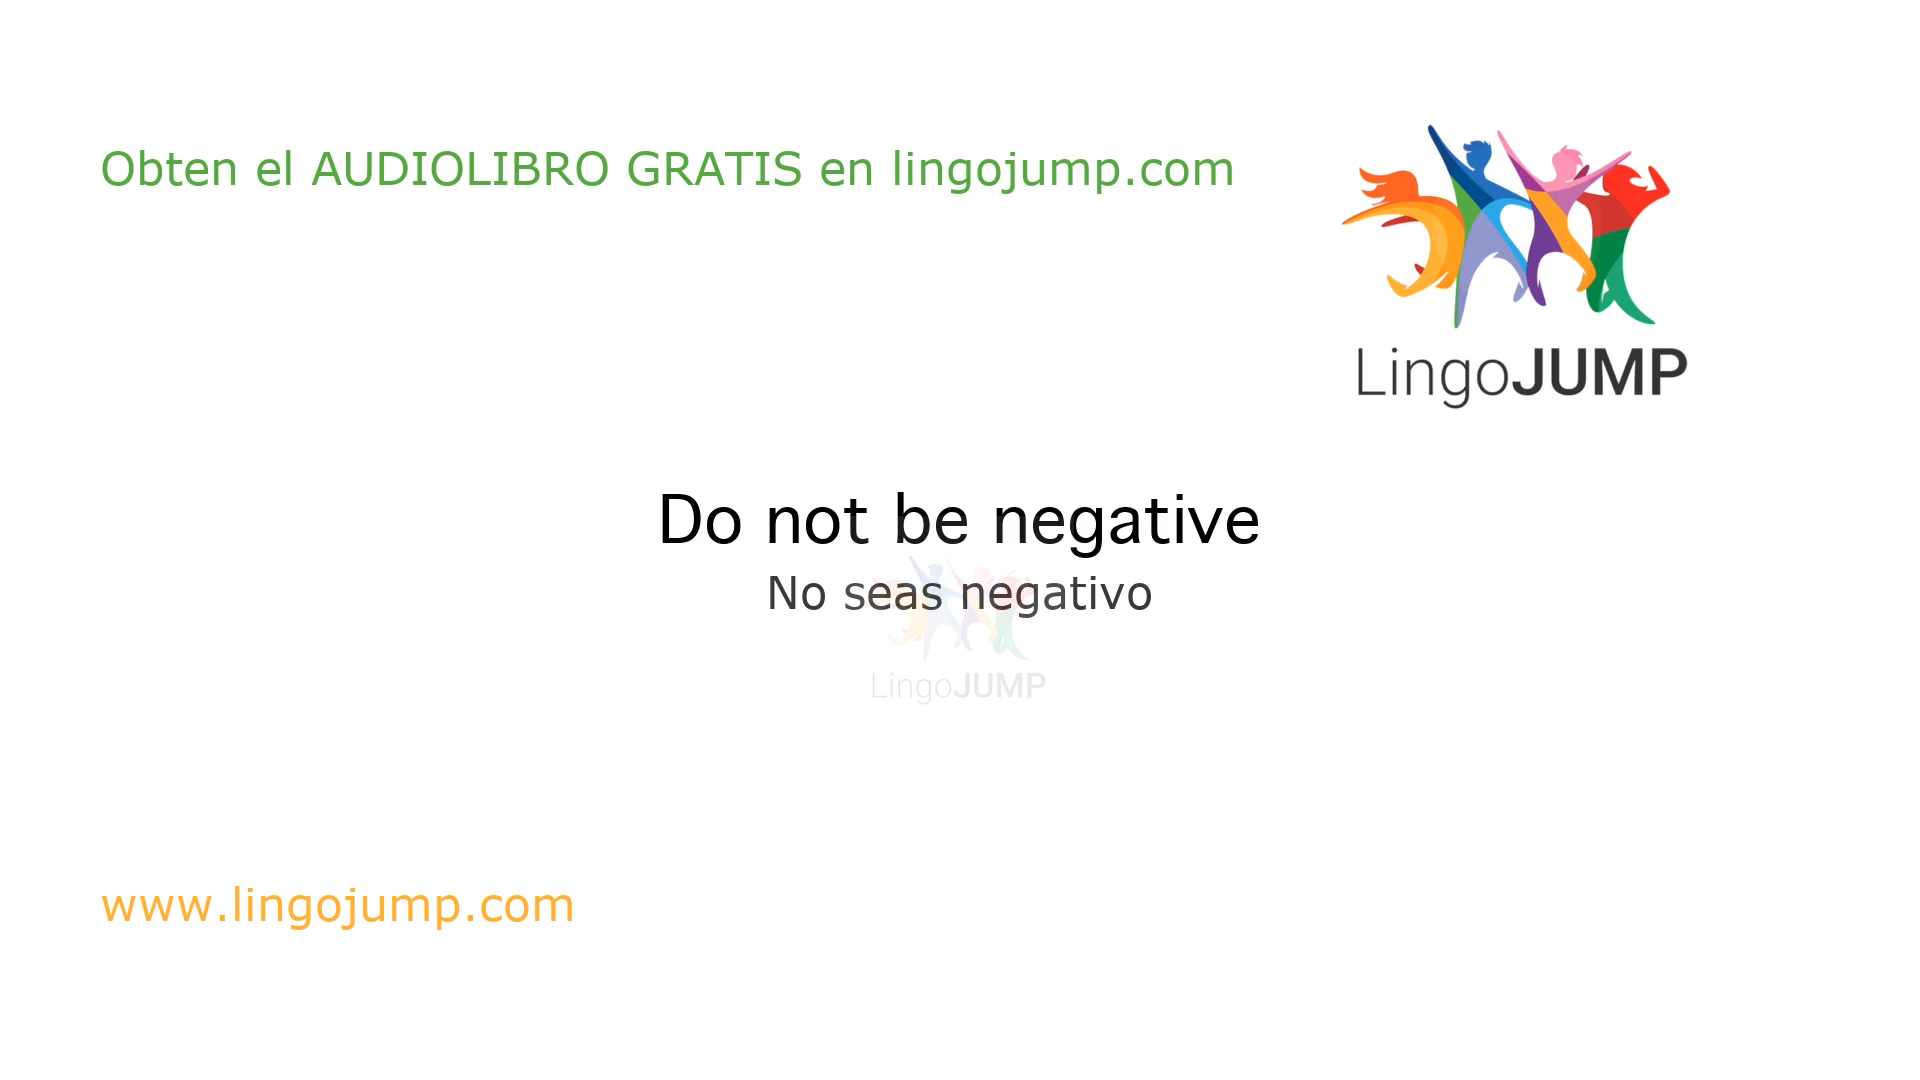 Obten el AUDIOLIBRO GRATIS en lingojump.com
LingoJUMP
Do not be negative
No seas negativo
LingoJUMP
www.lingojump.com